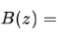 B(z) =